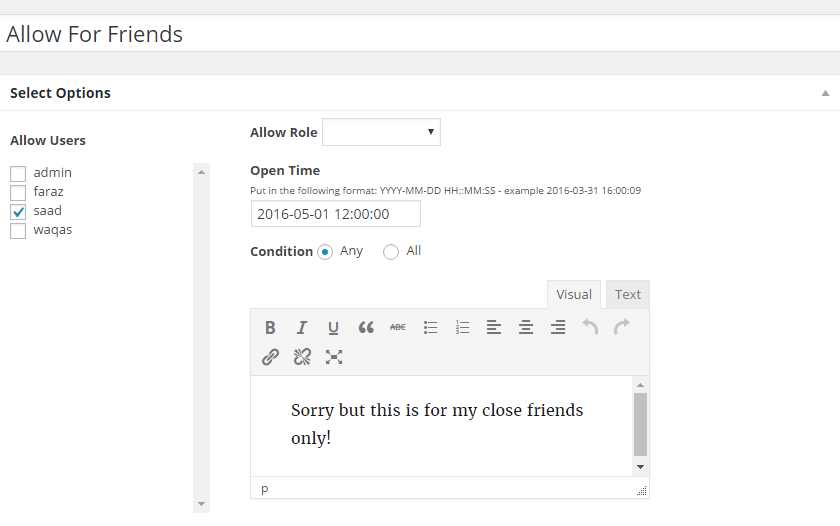 Allow For Friends
Select Options
Allow Users
admin
faraz
saad
waqas
Allow Role
Open Time
Put in the following format: YYYY-MM-DD HH::MM:SS - example 2016-03-31 16:00:09
2016-05-01 12:00:00
Condition Any All
Visual Text
B I U ABC
Sorry but this is for my close friends
only!
p